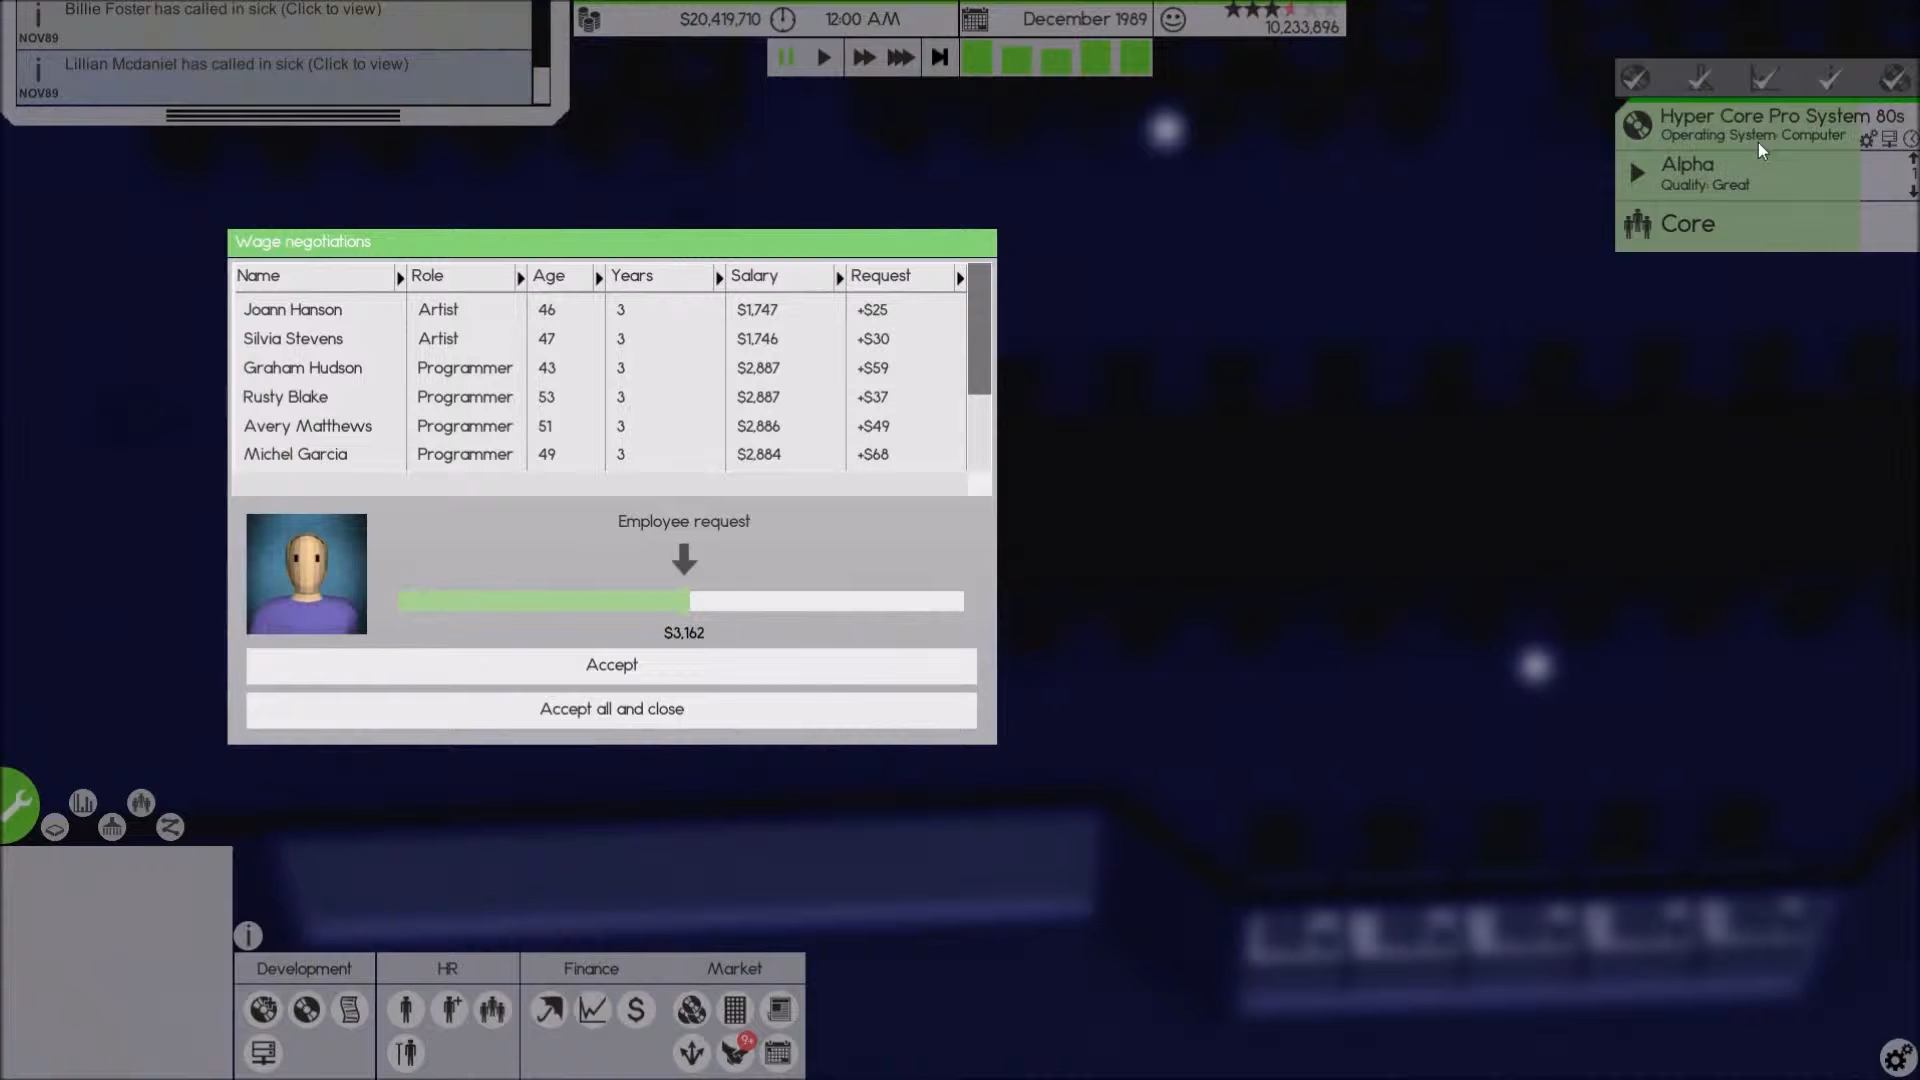 Billie Foster has called in sick (Click to view)
NOV89
Lillian Mcdaniel has called in sick (Click to view)
NOV89
$20,419,710
12:00 AM
December 1989
10,233,896
Hyper Core Pro System 80s
Operating System: Computer
Alpha
Quality: Great
1
Core
Wage negotiations
Name Role Age Years Salary Request
Joann Hanson Artist 46 3 $1,747 +$25
Silvia Stevens Artist 47 3 $1,746 +$30
Graham Hudson Programmer 43 3 $2,887 +$59
Rusty Blake Programmer 53 3 $2,887 +$37
Avery Matthews Programmer 51 3 $2,886 +$49
Michel Garcia Programmer 49 3 $2,884 +$68
Employee request
$3,162
Accept
Accept all and close
Development HR Finance Market
9+